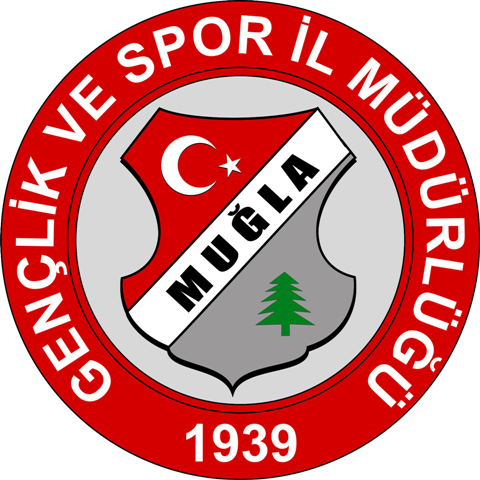 GENÇLİK VE SPOR İL MÜDÜRLÜĞÜ
MUĞLA
1939